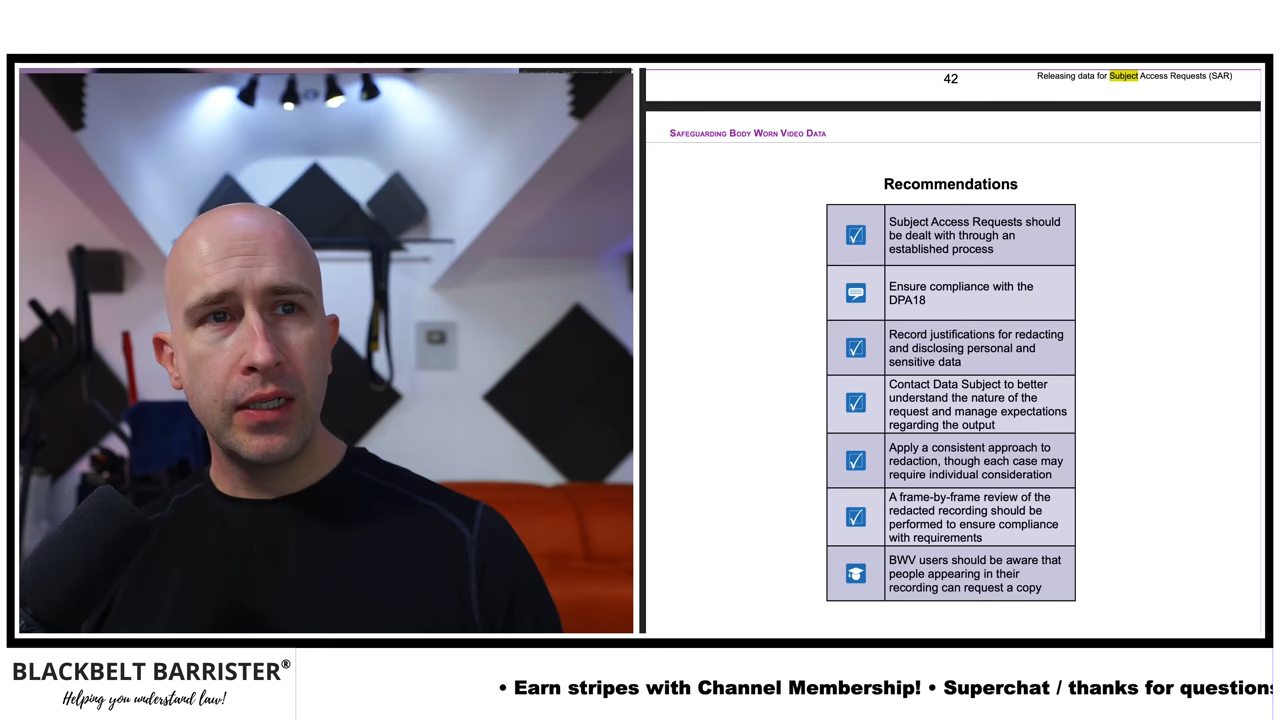 42
Releasing data for Subject Access Requests (SAR)
Safeguarding Body Worn Video Data
Recommendations
Subject Access Requests should
be dealt with through an
established process
Ensure compliance with the
DPA18
Record justifications for redacting
and disclosing personal and
sensitive data
Contact Data Subject to better
understand the nature of the
request and manage expectations
regarding the output
Apply a consistent approach to
redaction, though each case may
require individual consideration
A frame-by-frame review of the
redacted recording should be
performed to ensure compliance
with requirements
BWV users should be aware that
people appearing in their
recording can request a copy
BLACKBELT BARRISTER®
Helping you understand law!
• Earn stripes with Channel Membership! • Superchat / thanks for questions